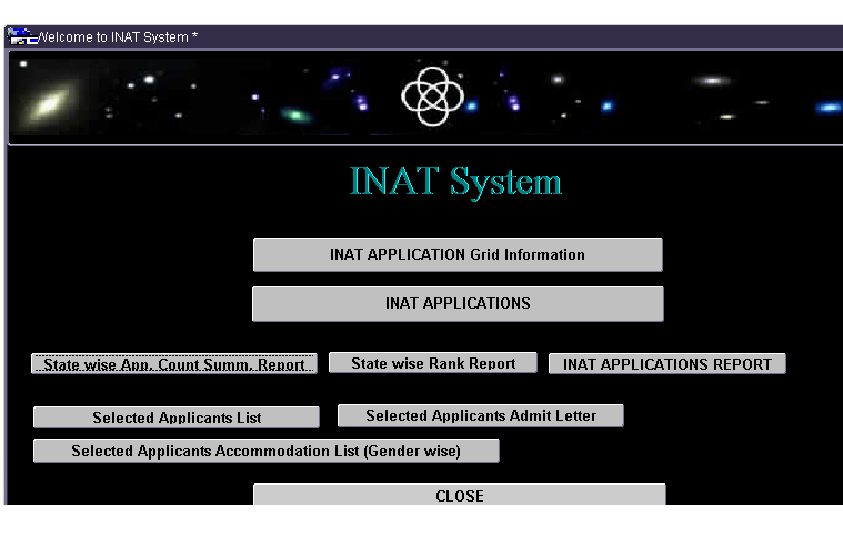 Welcome to INAT System *
INAT System
INAT APPLICATION Grid Information
INAT APPLICATIONS
State wise App. Count Summ. Report
State wise Rank Report
INAT APPLICATIONS REPORT
Selected Applicants List
Selected Applicants Admit Letter
Selected Applicants Accommodation List (Gender wise)
CLOSE